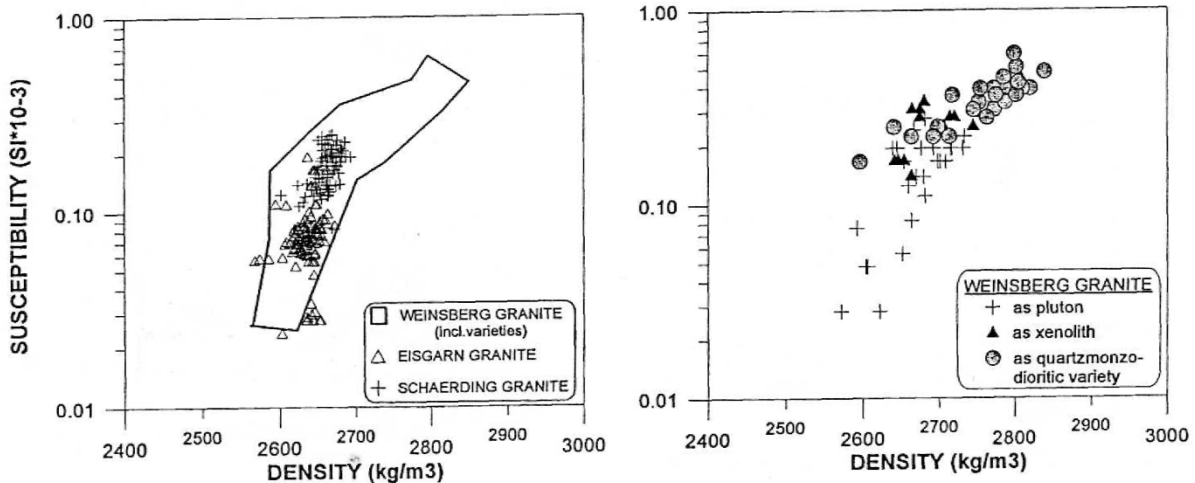 SUSCEPTIBILITY (SI*10-3)
1.00
0.10
0.01
2400 2500 2600 2700 2800 2900 3000
DENSITY (kg/m3)
WEINSBERG GRANITE
(incl.varieties)
EISGARN GRANITE
SCHAERDING GRANITE
1.00
0.10
0.01
2400 2500 2600 2700 2800 2900 3000
DENSITY (kg/m3)
WEINSBERG GRANITE
as pluton
as xenolith
as quartzmonzo-
dioritic variety